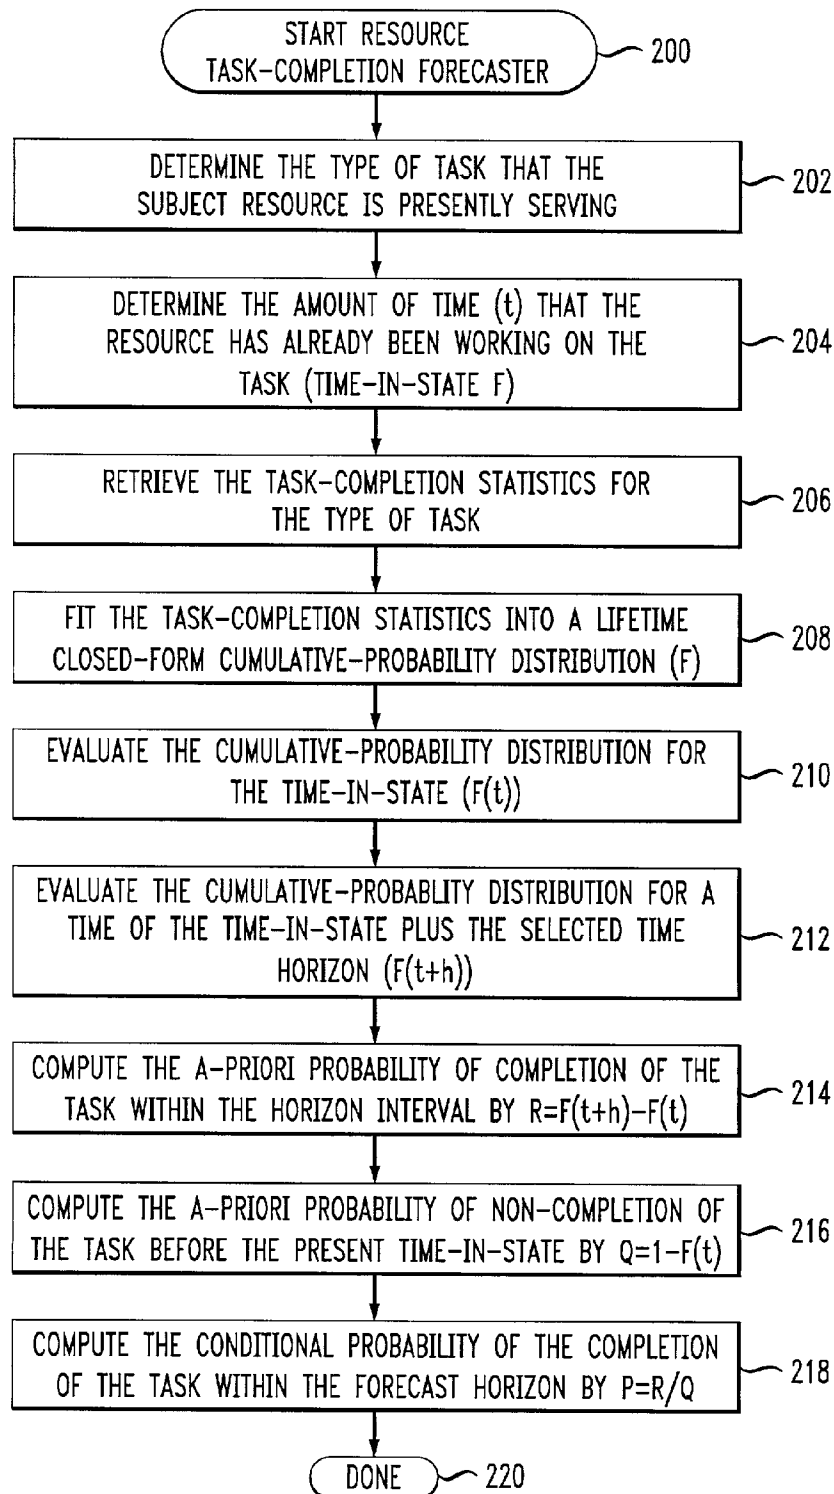 START RESOURCE
TASK-COMPLETION FORECASTER
200
DETERMINE THE TYPE OF TASK THAT THE
SUBJECT RESOURCE IS PRESENTLY SERVING
202
DETERMINE THE AMOUNT OF TIME (t) THAT THE
RESOURCE HAS ALREADY BEEN WORKING ON THE
TASK (TIME-IN-STATE F)
204
RETRIEVE THE TASK-COMPLETION STATISTICS FOR
THE TYPE OF TASK
206
FIT THE TASK-COMPLETION STATISTICS INTO A LIFETIME
CLOSED-FORM CUMULATIVE-PROBABILITY DISTRIBUTION (F)
208
EVALUATE THE CUMULATIVE-PROBABILITY DISTRIBUTION FOR
THE TIME-IN-STATE (F(t))
210
EVALUATE THE CUMULATIVE-PROBABLITY DISTRIBUTION FOR A
TIME OF THE TIME-IN-STATE PLUS THE SELECTED TIME
HORIZON (F(t+h))
212
COMPUTE THE A-PRIORI PROBABILITY OF COMPLETION OF THE
TASK WITHIN THE HORIZON INTERVAL BY R=F(t+h)-F(t)
214
COMPUTE THE A-PRIORI PROBABILITY OF NON-COMPLETION OF
THE TASK BEFORE THE PRESENT TIME-IN-STATE BY Q=1-F(t)
216
COMPUTE THE CONDITIONAL PROBABILITY OF THE COMPLETION
OF THE TASK WITHIN THE FORECAST HORIZON BY P=R/Q
218
DONE
220